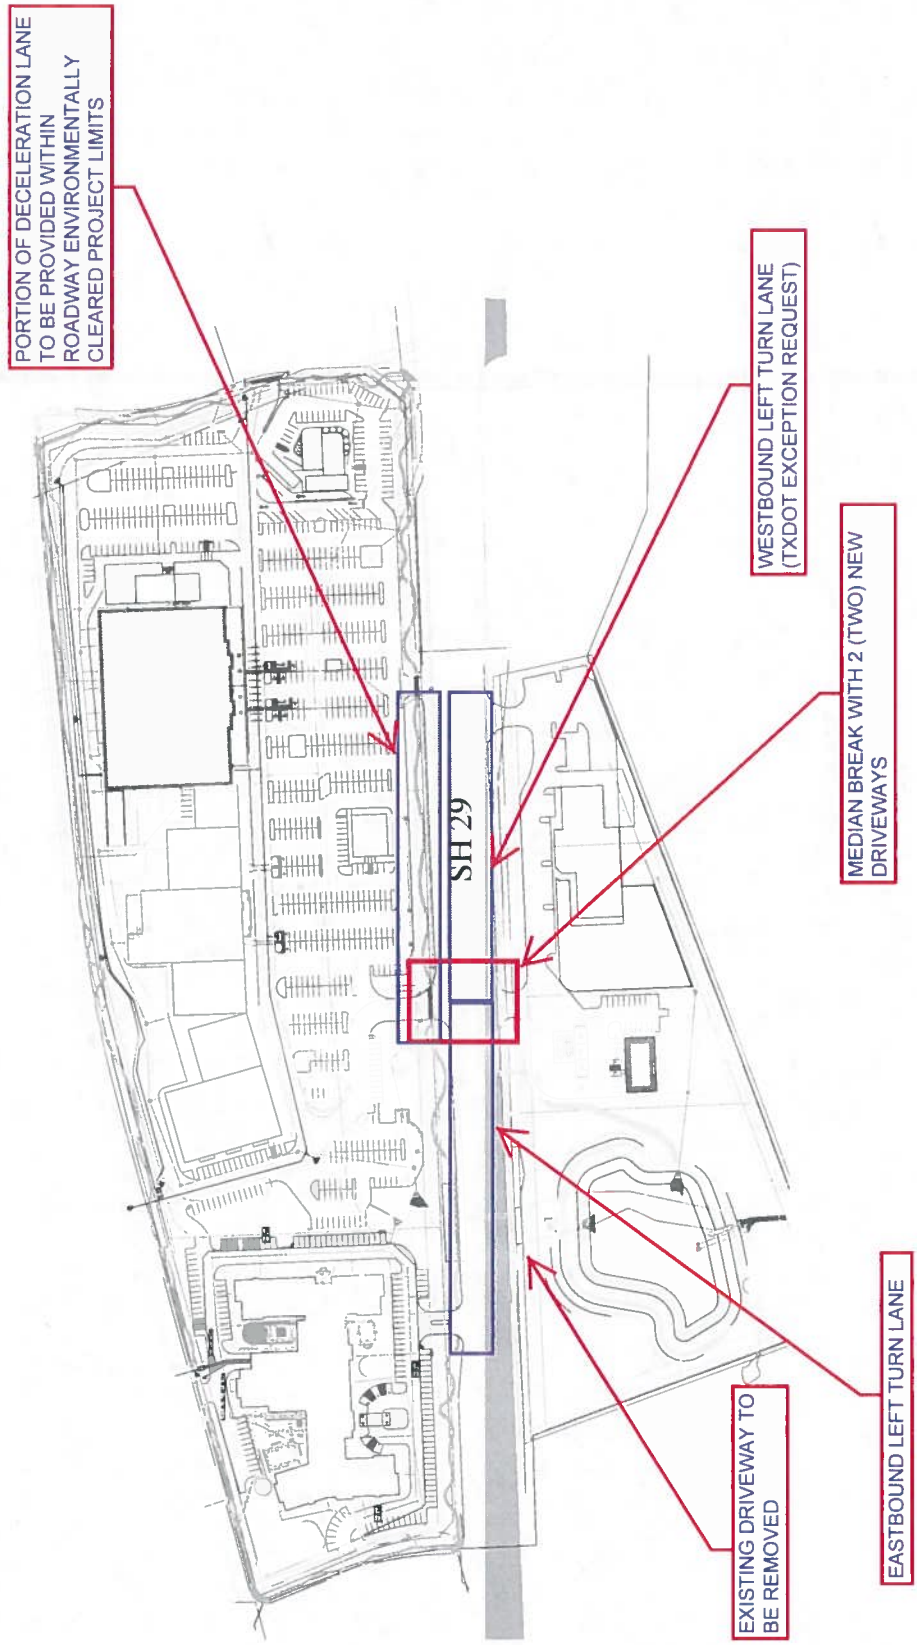 PORTION OF DECELERATION LANE
TO BE PROVIDED WITHIN
ROADWAY ENVIRONMENTALLY
CLEARED PROJECT LIMITS
WESTBOUND LEFT TURN LANE
(TXDOT EXCEPTION REQUEST)
SH 29
MEDIAN BREAK WITH 2 (TWO) NEW
DRIVEWAYS
EXISTING DRIVEWAY TO
BE REMOVED
EASTBOUND LEFT TURN LANE